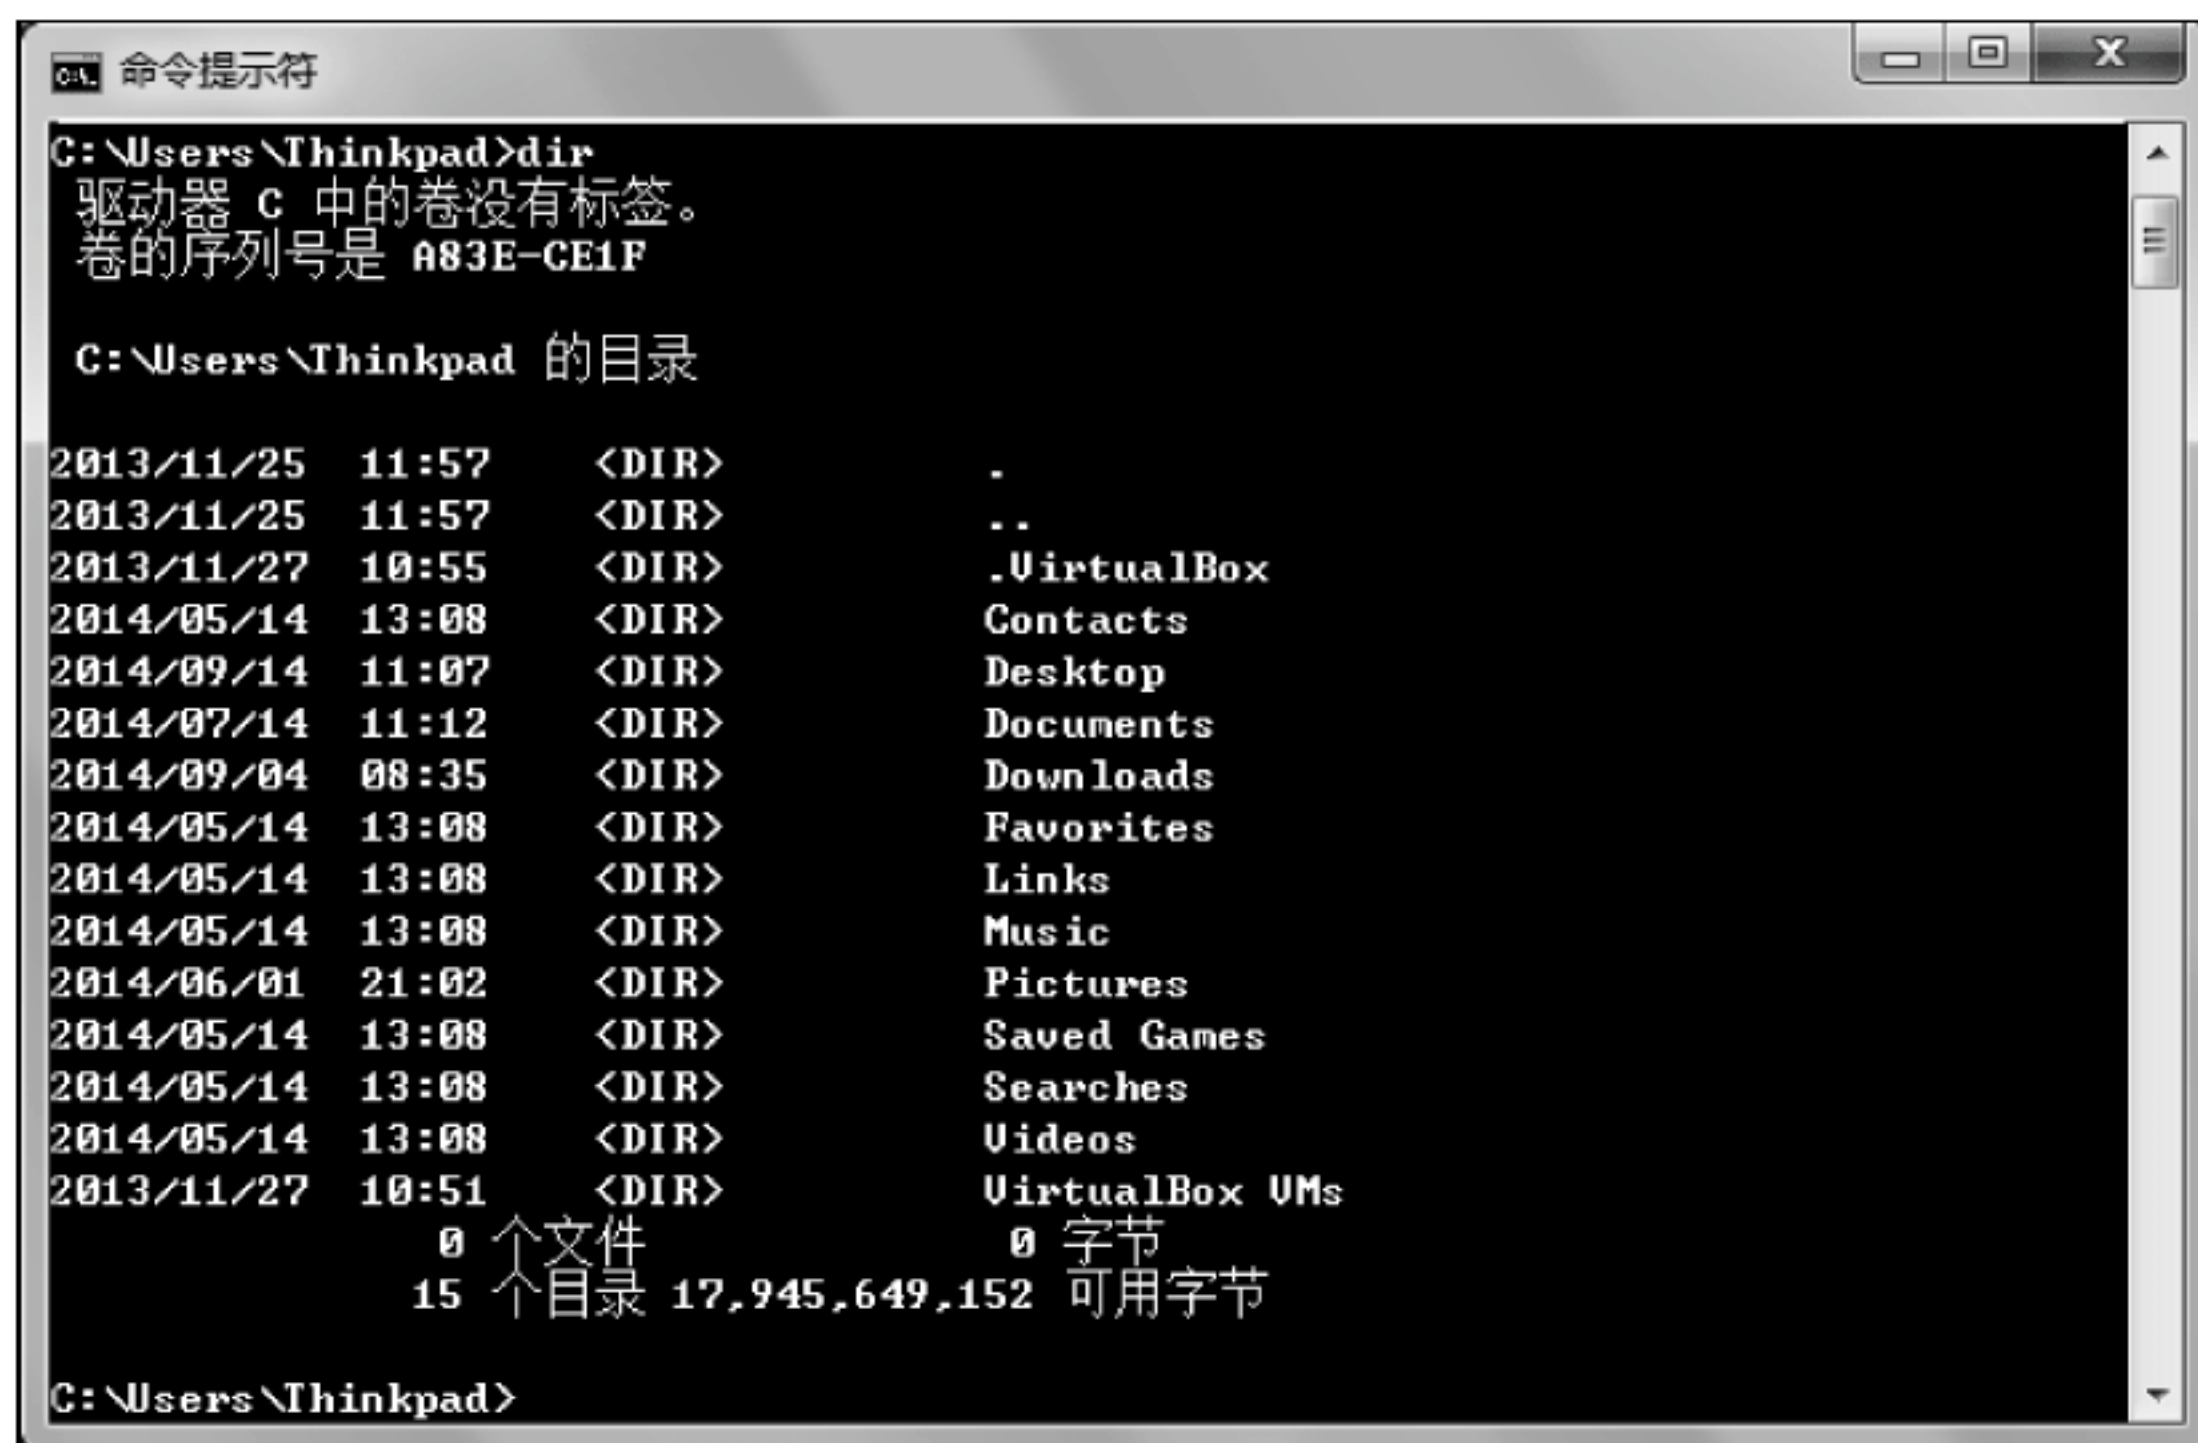 命令提示符
C:\Users\Thinkpad>dir
驱动器 C 中的卷没有标签。
卷的序列号是 A83E-CE1F
C:\Users\Thinkpad 的目录
2013/11/25  11:57    <DIR>          .
2013/11/25  11:57    <DIR>          ..
2013/11/27  10:55    <DIR>          .VirtualBox
2014/05/14  13:08    <DIR>          Contacts
2014/09/14  11:07    <DIR>          Desktop
2014/07/14  11:12    <DIR>          Documents
2014/09/04  08:35    <DIR>          Downloads
2014/05/14  13:08    <DIR>          Favorites
2014/05/14  13:08    <DIR>          Links
2014/05/14  13:08    <DIR>          Music
2014/06/01  21:02    <DIR>          Pictures
2014/05/14  13:08    <DIR>          Saved Games
2014/05/14  13:08    <DIR>          Searches
2014/05/14  13:08    <DIR>          Videos
2013/11/27  10:51    <DIR>          VirtualBox VMs
0 个文件              0 字节
15 个目录 17,945,649,152 可用字节
C:\Users\Thinkpad>